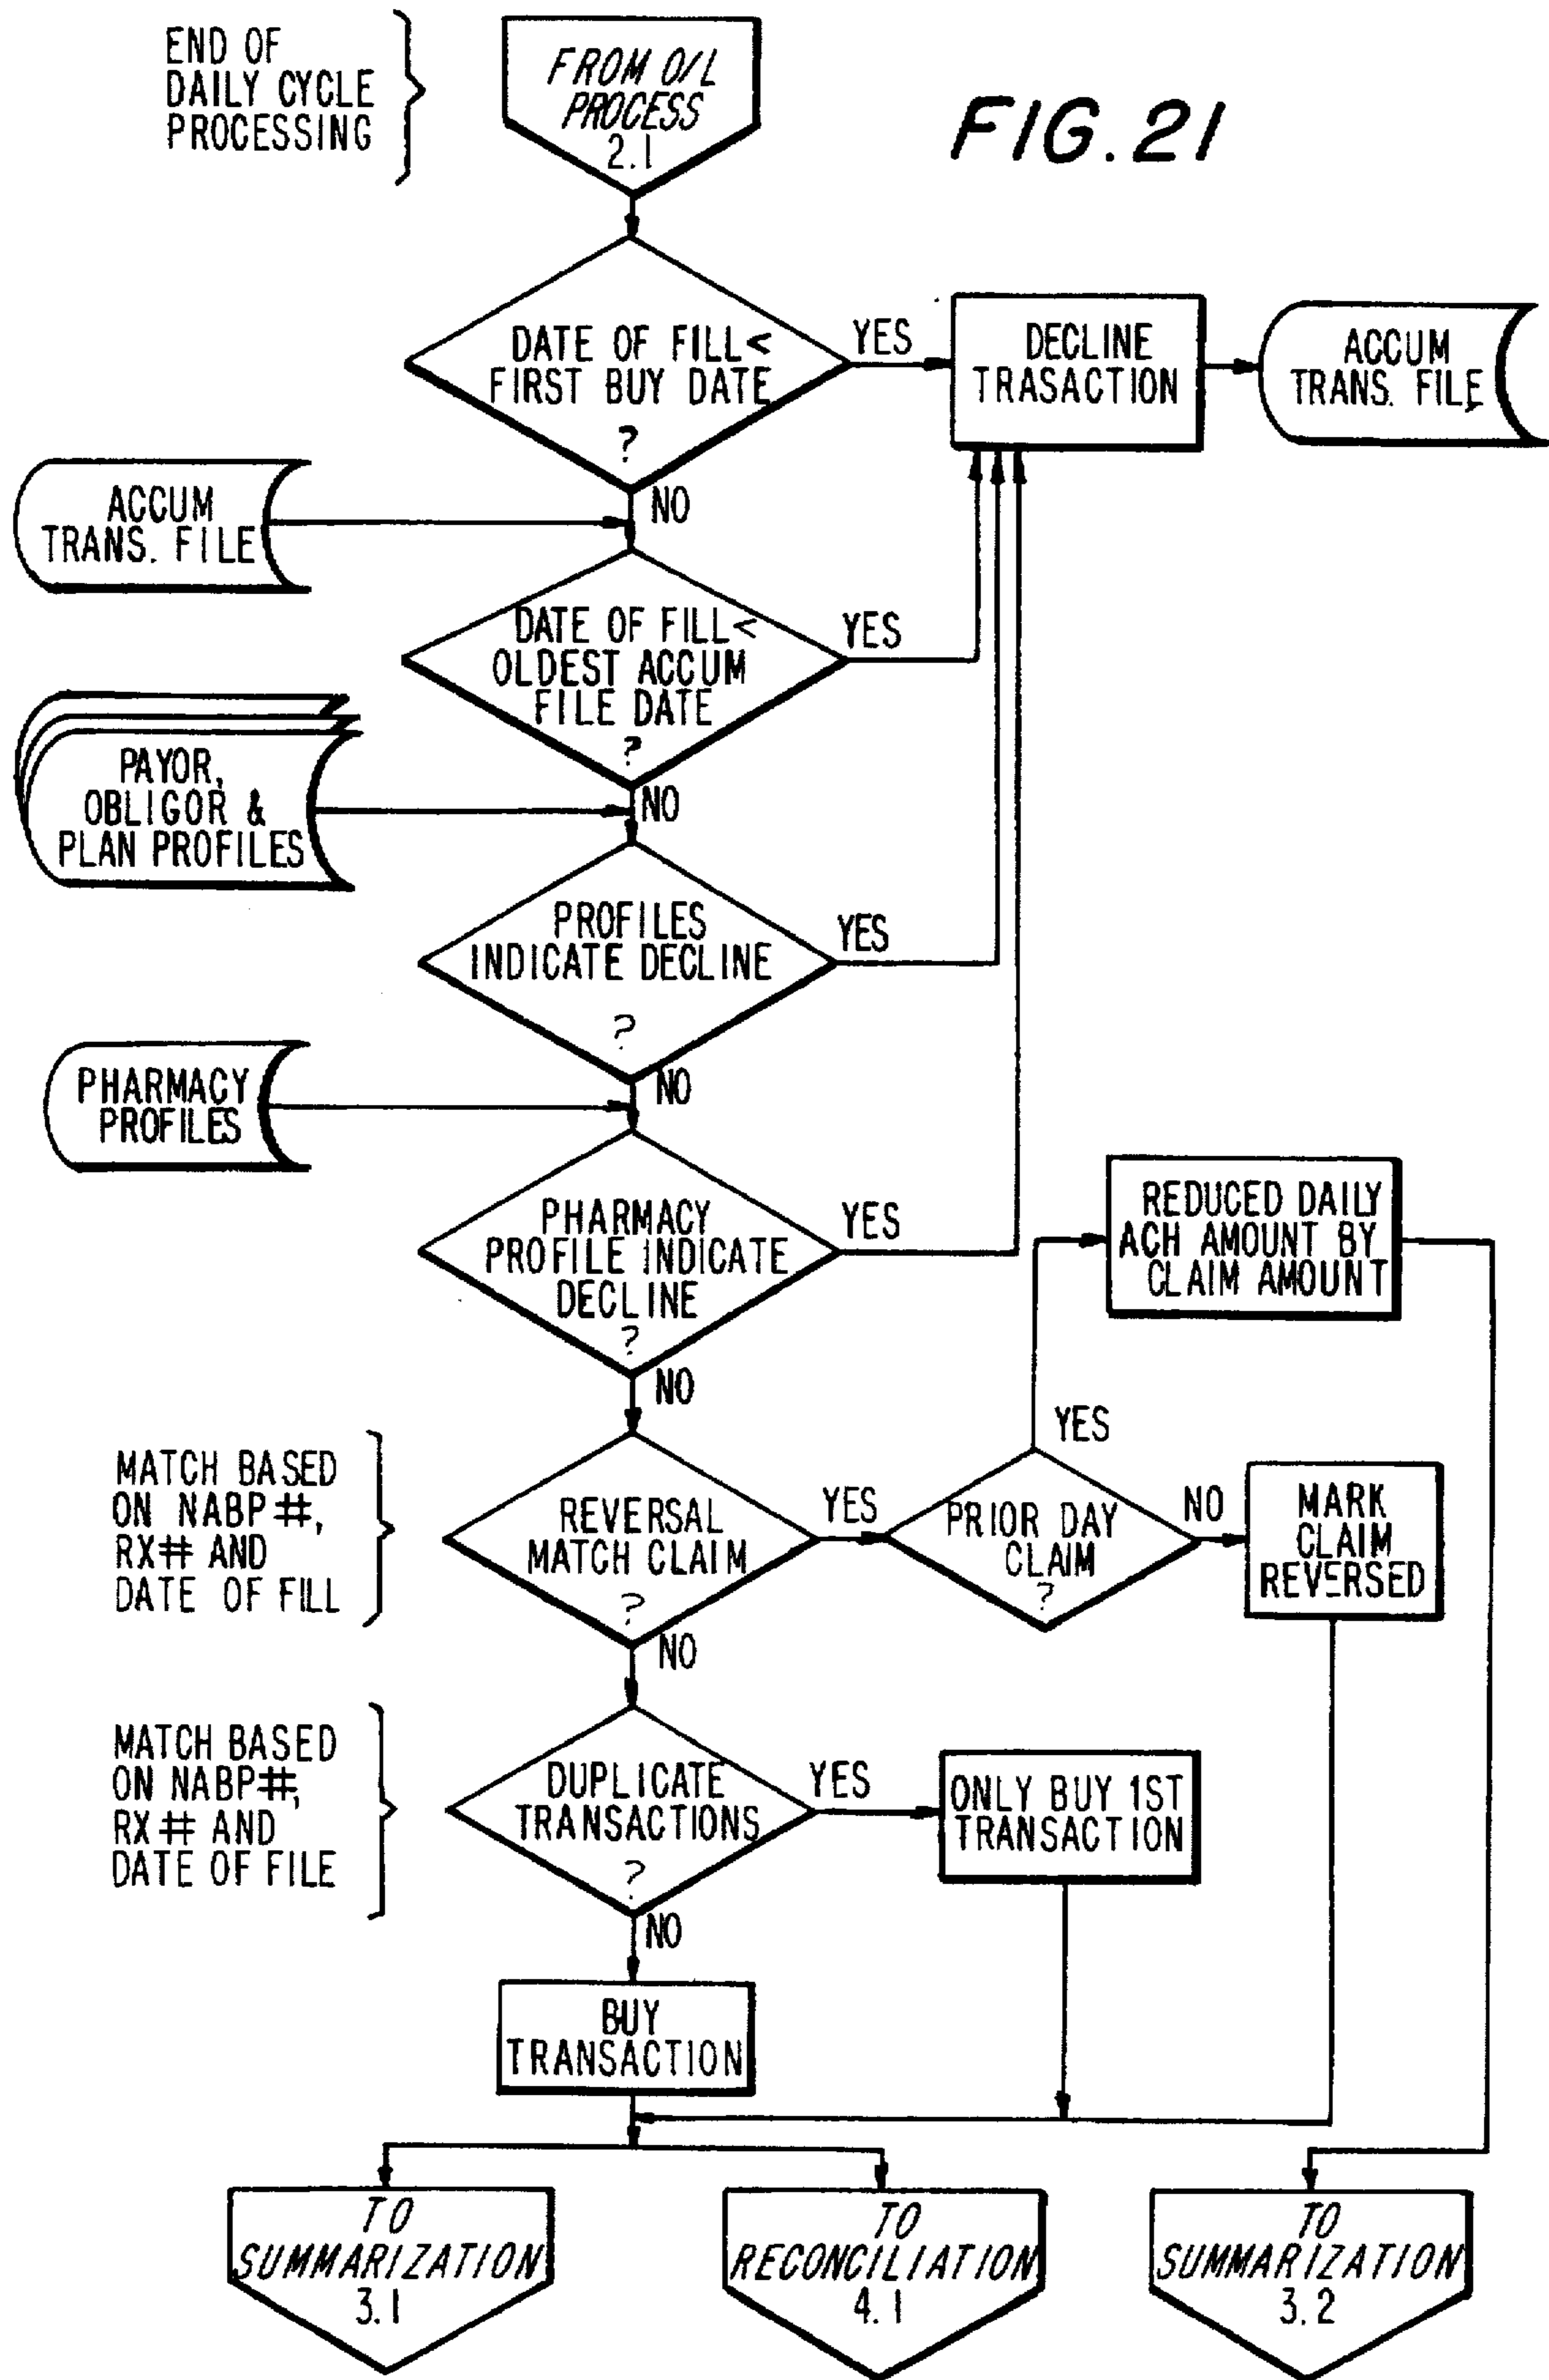 END OF
DAILY CYCLE
PROCESSING
FROM O/L
PROCESS
2.1
FIG. 21
DATE OF FILL <
FIRST BUY DATE
?
YES
DECLINE
TRASACTION
ACCUM
TRANS. FILE
NO
ACCUM
TRANS. FILE
DATE OF FILL <
OLDEST ACCUM
FILE DATE
?
YES
NO
PAYOR,
OBLIGOR &
PLAN PROFILES
PROFILES
INDICATE DECLINE
?
YES
NO
PHARMACY
PROFILES
PHARMACY
PROFILE INDICATE
DECLINE
?
YES
REDUCED DAILY
ACH AMOUNT BY
CLAIM AMOUNT
NO
MATCH BASED
ON NABP #,
RX# AND
DATE OF FILL
REVERSAL
MATCH CLAIM
?
YES
PRIOR DAY
CLAIM
?
YES
NO
MARK
CLAIM
REVERSED
NO
MATCH BASED
ON NABP#,
RX# AND
DATE OF FILE
DUPLICATE
TRANSACTIONS
?
YES
ONLY BUY 1ST
TRANSACTION
NO
BUY
TRANSACTION
TO
SUMMARIZATION
3.1
TO
RECONCILIATION
4.1
TO
SUMMARIZATION
3.2